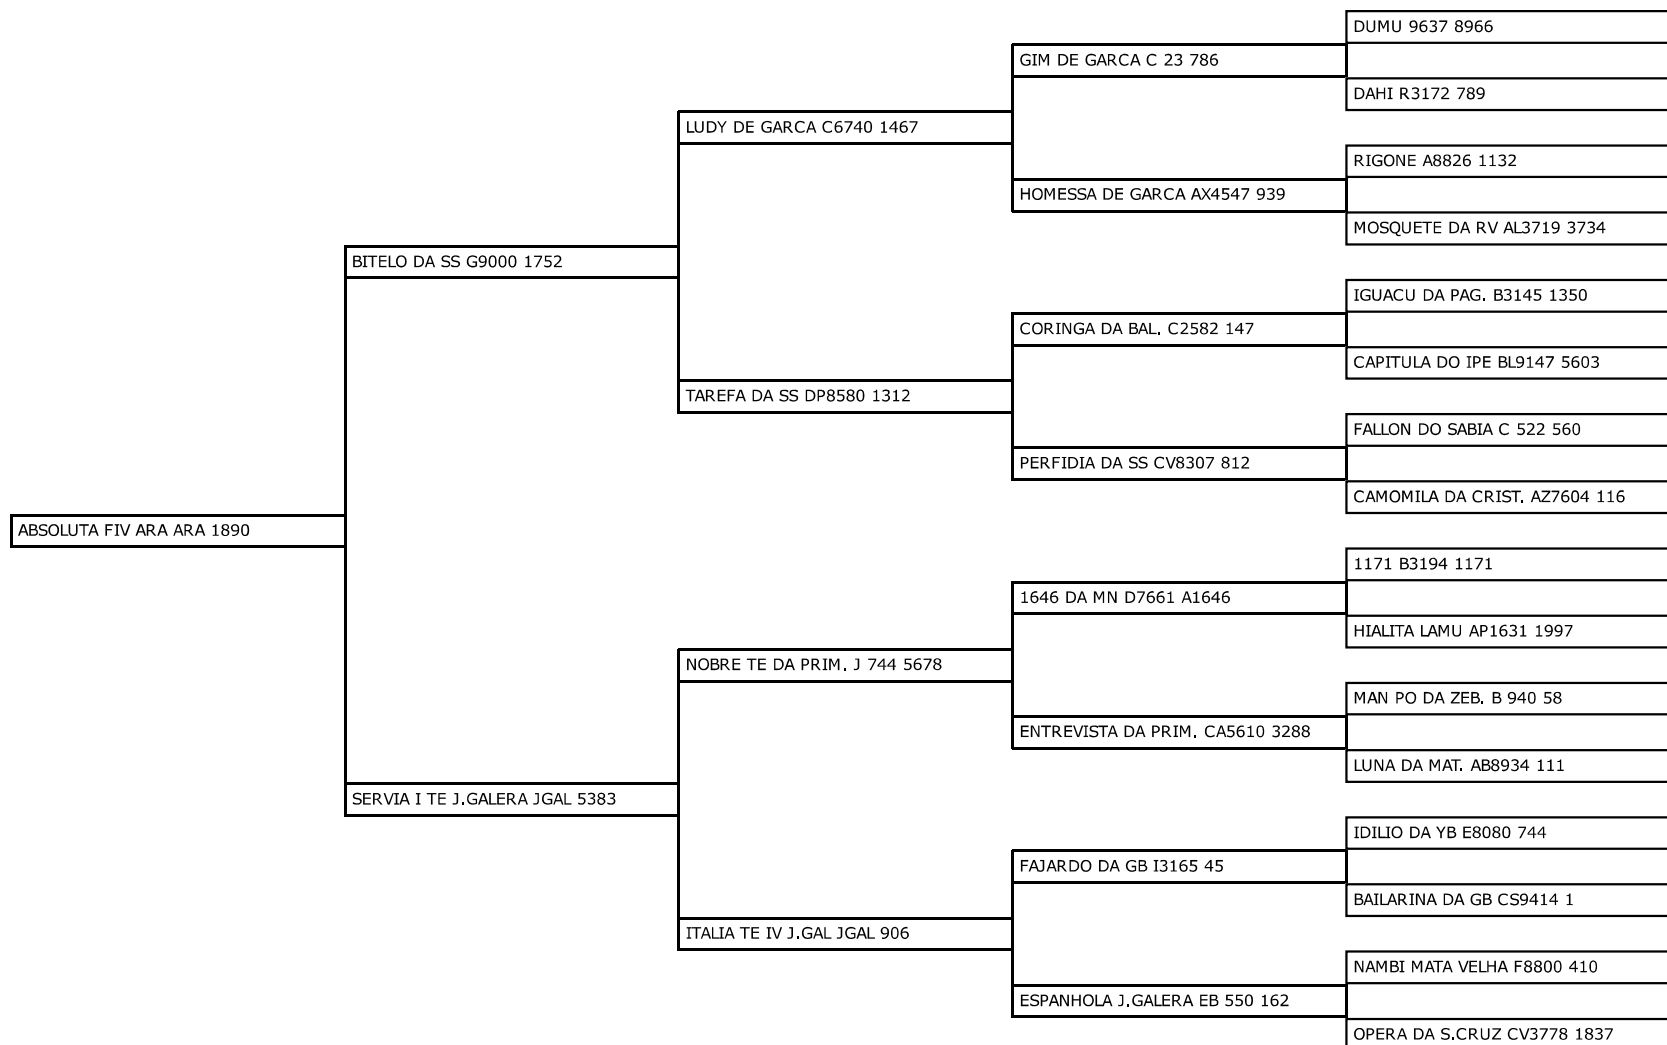 DUMU 9637 8966
GIM DE GARCA C 23 786
DAHI R3172 789
LUDY DE GARCA C6740 1467
RIGONE A8826 1132
HOMESSA DE GARCA AX4547 939
MOSQUETE DA RV AL3719 3734
BITELO DA SS G9000 1752
IGUACU DA PAG. B3145 1350
CORINGA DA BAL. C2582 147
CAPITULA DO IPE BL9147 5603
TAREFA DA SS DP8580 1312
FALLON DO SABIA C 522 560
PERFIDIA DA SS CV8307 812
CAMOMILA DA CRIST. AZ7604 116
ABSOLUTA FIV ARA ARA 1890
1171 B3194 1171
1646 DA MN D7661 A1646
HIALITA LAMU AP1631 1997
NOBRE TE DA PRIM. J 744 5678
MAN PO DA ZEB. B 940 58
ENTREVISTA DA PRIM. CA5610 3288
LUNA DA MAT. AB8934 111
SERVIA I TE J.GALERA JGAL 5383
IDILIO DA YB E8080 744
FAJARDO DA GB I3165 45
BAILARINA DA GB CS9414 1
ITALIA TE IV J.GAL JGAL 906
NAMBI MATA VELHA F8800 410
ESPANHOLA J.GALERA EB 550 162
OPERA DA S.CRUZ CV3778 1837